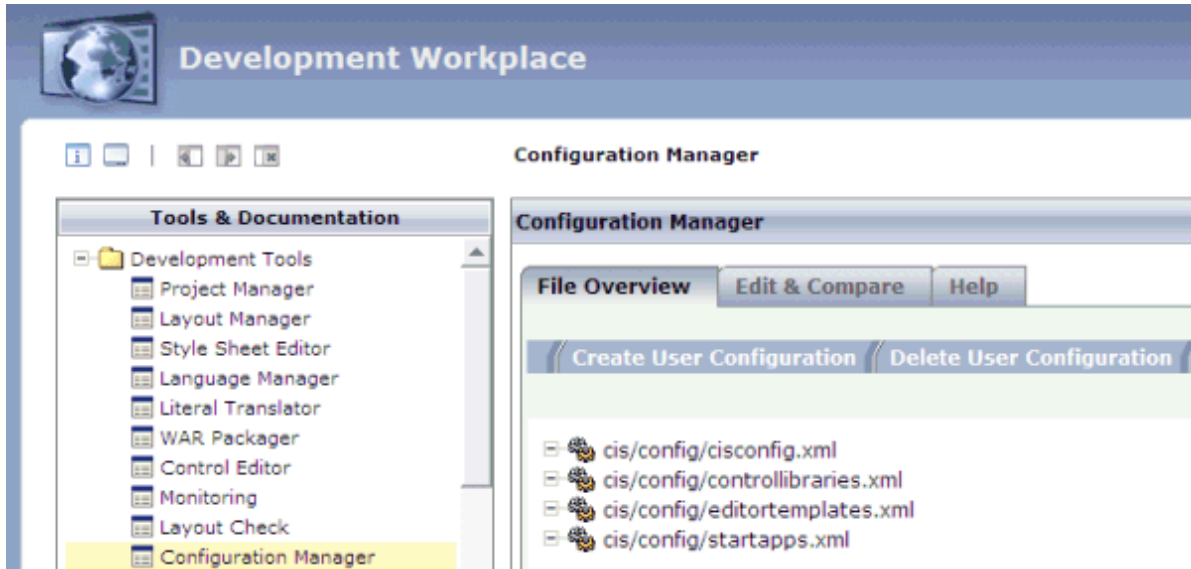 Development Workplace
Configuration Manager
Tools & Documentation
Development Tools
Project Manager
Layout Manager
Style Sheet Editor
Language Manager
Literal Translator
WAR Packager
Control Editor
Monitoring
Layout Check
Configuration Manager
Configuration Manager
File Overview Edit & Compare Help
Create User Configuration Delete User Configuration
cis/config/cisconfig.xml
cis/config/controllibraries.xml
cis/config/editortemplates.xml
cis/config/startapps.xml